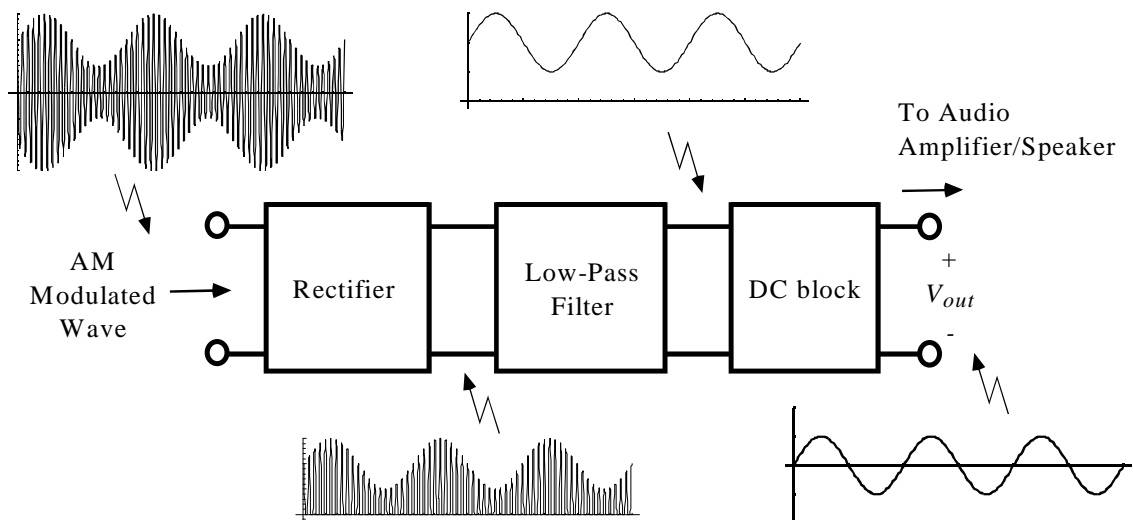 To Audio
Amplifier/Speaker
AM
Modulated
Wave
Rectifier
Low-Pass
Filter
DC block
+
Vout
-